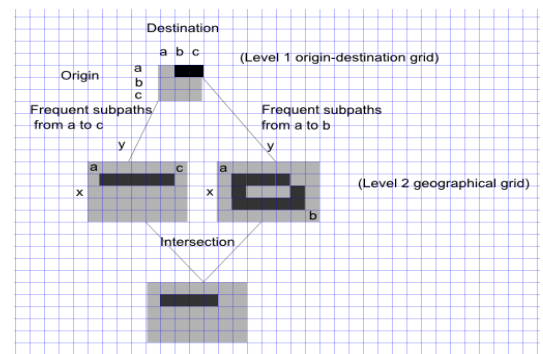 Destination
a b c
(Level 1 origin-destination grid)
Origin
a
b
c
Frequent subpaths
from a to c
Frequent subpaths
from a to b
y
y
a
c
a
x
x
(Level 2 geographical grid)
b
Intersection